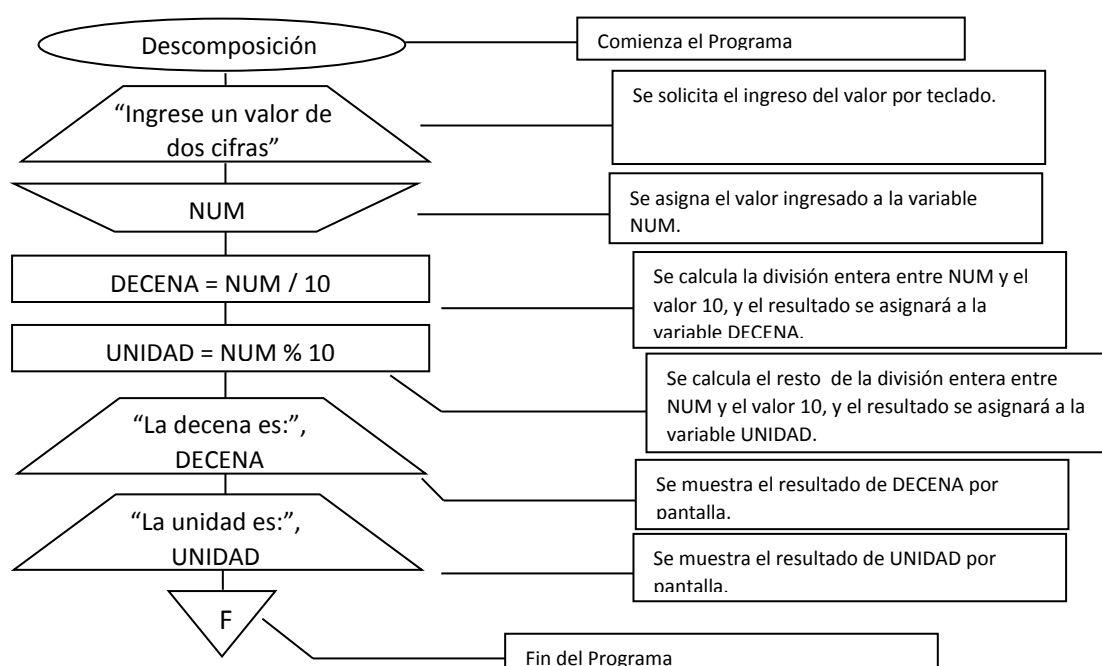 Descomposición
Comienza el Programa
“Ingrese un valor de
dos cifras”
Se solicita el ingreso del valor por teclado.
NUM
Se asigna el valor ingresado a la variable
NUM.
DECENA = NUM / 10
Se calcula la división entera entre NUM y el
valor 10, y el resultado se asignará a la
variable DECENA.
UNIDAD = NUM % 10
Se calcula el resto de la división entera entre
NUM y el valor 10, y el resultado se asignará a la
variable UNIDAD.
“La decena es:”,
DECENA
Se muestra el resultado de DECENA por
pantalla.
“La unidad es:”,
UNIDAD
Se muestra el resultado de UNIDAD por
pantalla.
F
Fin del Programa